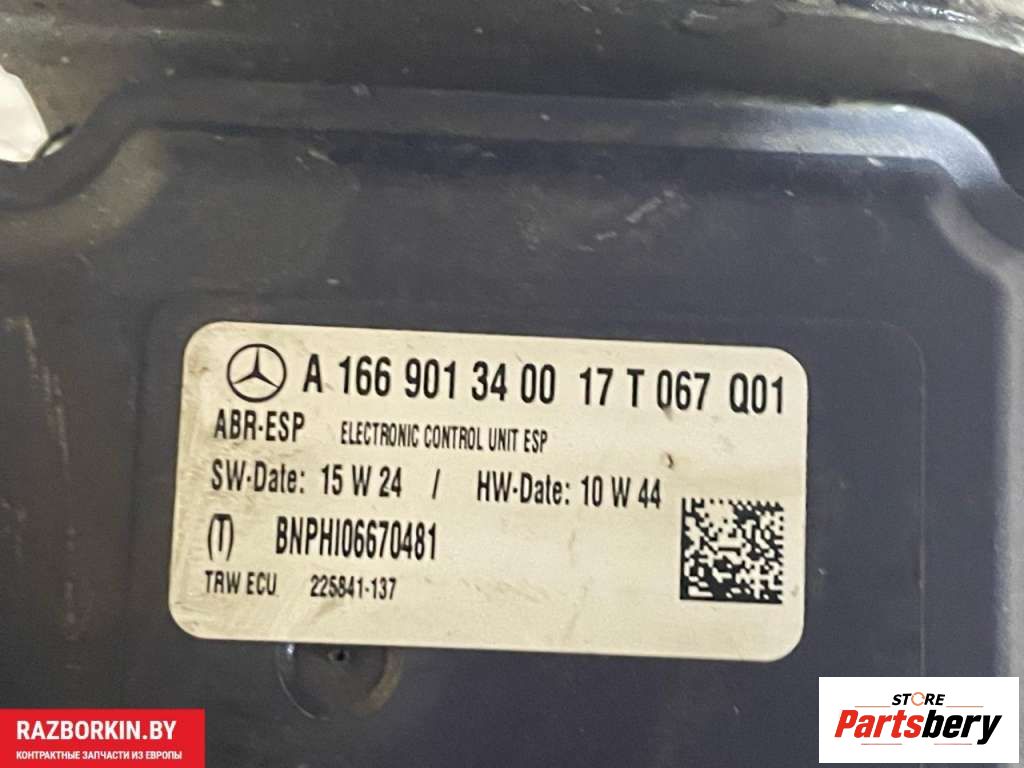 A 166 901 34 00 17 T 067 Q01
ABR-ESP ELECTRONIC CONTROL UNIT ESP
SW-Date: 15 W 24 / HW-Date: 10 W 44
(T) BNPHI06670481
TRW ECU 225841-137
RAZBORKIN.BY
КОНТРАКТНЫЕ ЗАПЧАСТИ ИЗ ЕВРОПЫ
STORE
Partsbery